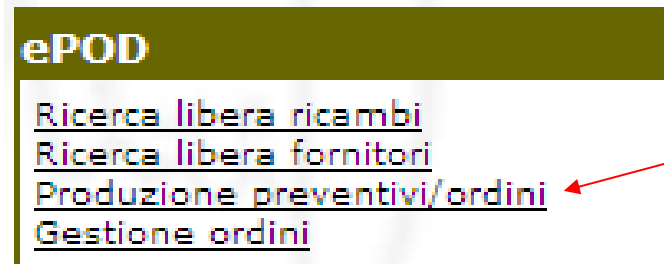 ePOD
Ricerca libera ricambi
Ricerca libera fornitori
Produzione preventivi/ordini
Gestione ordini